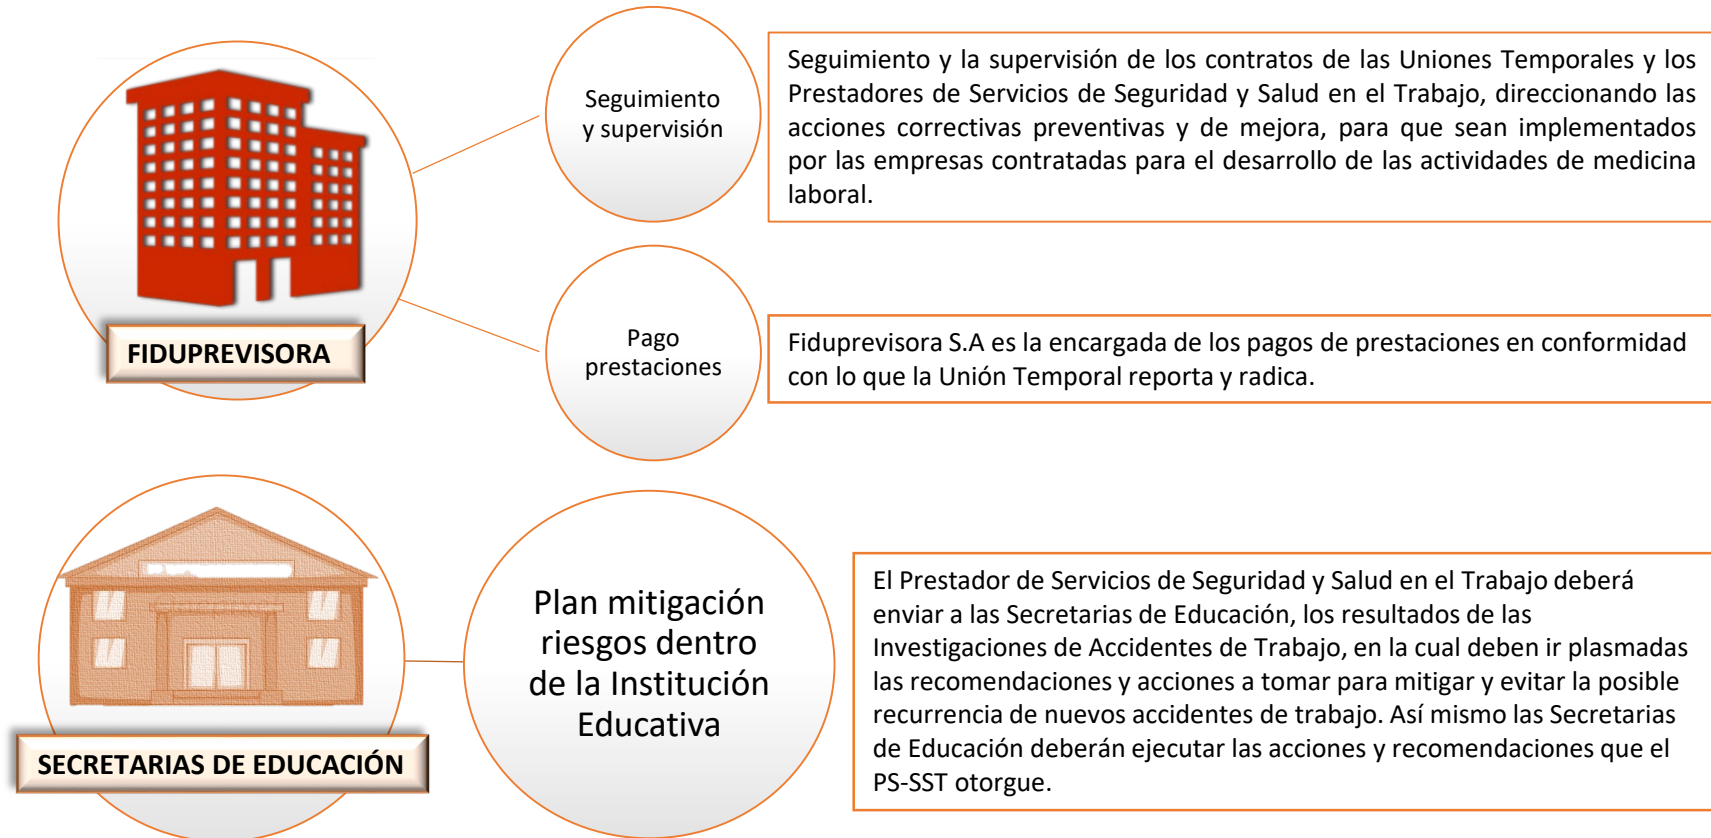 Seguimiento
y supervisión
Seguimiento y la supervisión de los contratos de las Uniones Temporales y los
Prestadores de Servicios de Seguridad y Salud en el Trabajo, direccionando las
acciones correctivas preventivas y de mejora, para que sean implementados
por las empresas contratadas para el desarrollo de las actividades de medicina
laboral.
FIDUPREVISORA
Pago
prestaciones
Fiduprevisora S.A es la encargada de los pagos de prestaciones en conformidad
con lo que la Unión Temporal reporta y radica.
Plan mitigación
riesgos dentro
de la Institución
Educativa
El Prestador de Servicios de Seguridad y Salud en el Trabajo deberá
enviar a las Secretarias de Educación, los resultados de las
Investigaciones de Accidentes de Trabajo, en la cual deben ir plasmadas
las recomendaciones y acciones a tomar para mitigar y evitar la posible
recurrencia de nuevos accidentes de trabajo. Así mismo las Secretarias
de Educación deberán ejecutar las acciones y recomendaciones que el
PS-SST otorgue.
SECRETARIAS DE EDUCACIÓN